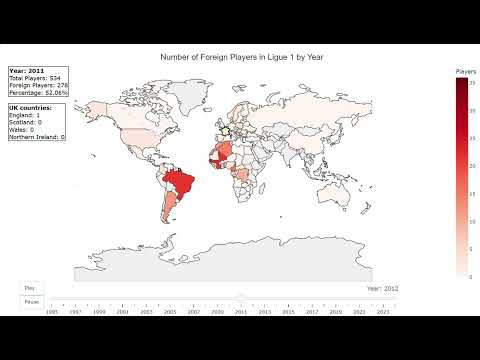 Number of Foreign Players in Ligue 1 by Year
Year: 2011
Total Players: 534
Foreign Players: 278
Percentage: 52.06%
UK countries:
England: 1
Scotland: 0
Wales: 0
Northern Ireland: 0
Players
35
30
25
20
15
10
5
0
Year: 2012
Play
Pause
1995 1997 1999 2001 2003 2005 2007 2009 2011 2013 2015 2017 2019 2021 2023